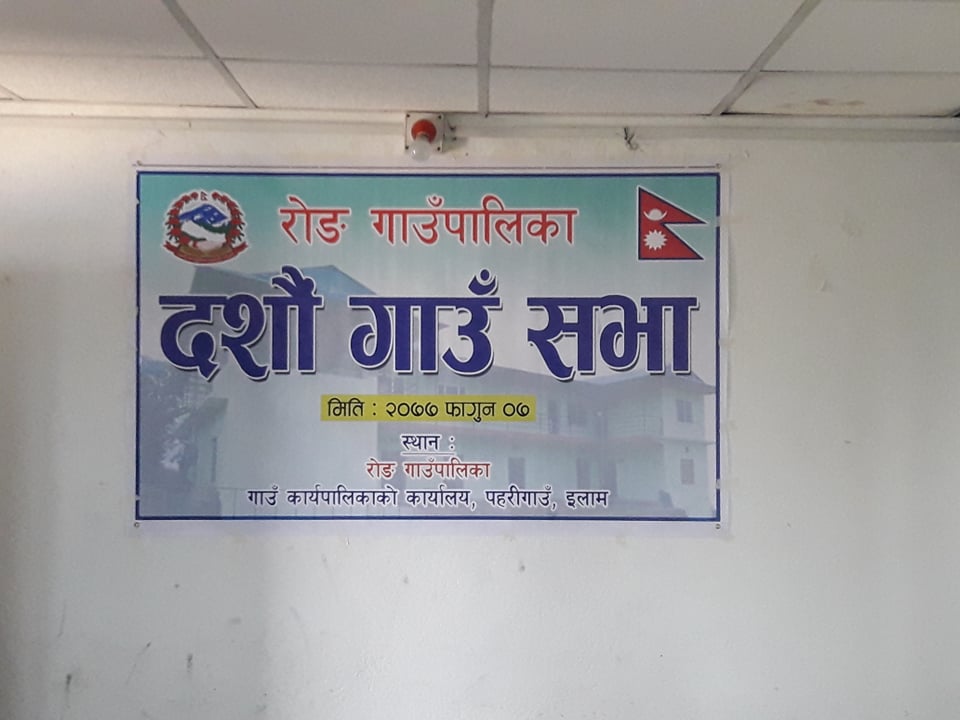 रोङ गाउँपालिका
दशौं गाउँ सभा
मिति : २०७७ फागुन ०७
स्थान :
रोङ गाउँपालिका
गाउँ कार्यपालिकाको कार्यालय, पहरीगाउँ, इलाम